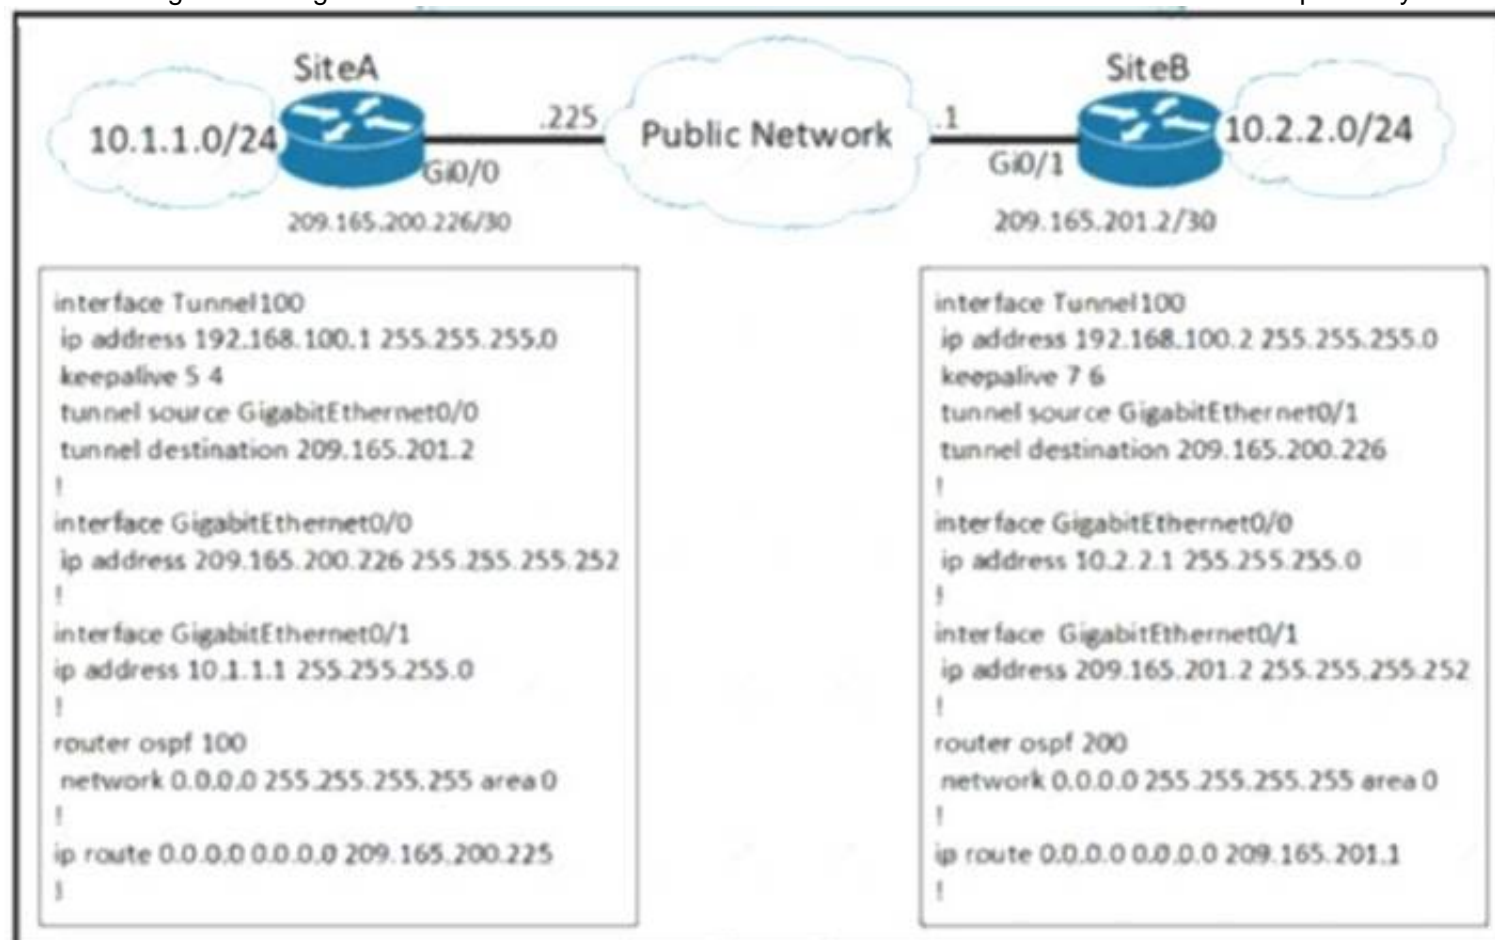 SiteA
SiteB
10.1.1.0/24
.225
Public Network
.1
10.2.2.0/24
Gi0/0
Gi0/1
209.165.200.226/30
209.165.201.2/30
interface Tunnel100
ip address 192.168.100.1 255.255.255.0
keepalive 5 4
tunnel source GigabitEthernet0/0
tunnel destination 209.165.201.2
!
interface GigabitEthernet0/0
ip address 209.165.200.226 255.255.255.252
!
interface GigabitEthernet0/1
ip address 10.1.1.1 255.255.255.0
!
router ospf 100
network 0.0.0.0 255.255.255.255 area 0
!
ip route 0.0.0.0 0.0.0.0 209.165.200.225
!
interface Tunnel100
ip address 192.168.100.2 255.255.255.0
keepalive 7 6
tunnel source GigabitEthernet0/1
tunnel destination 209.165.200.226
!
interface GigabitEthernet0/0
ip address 10.2.2.1 255.255.255.0
!
interface GigabitEthernet0/1
ip address 209.165.201.2 255.255.255.252
!
router ospf 200
network 0.0.0.0 255.255.255.255 area 0
!
ip route 0.0.0.0 0.0.0.0 209.165.201.1
!